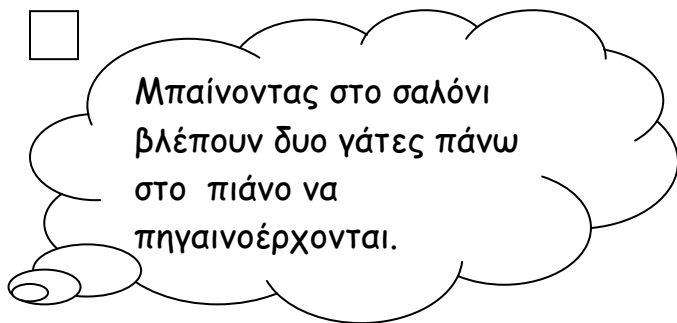 Μπαίνοντας στο σαλόνι
βλέπουν δυο γάτες πάνω
στο πιάνο να
πηγαινοέρχονται.